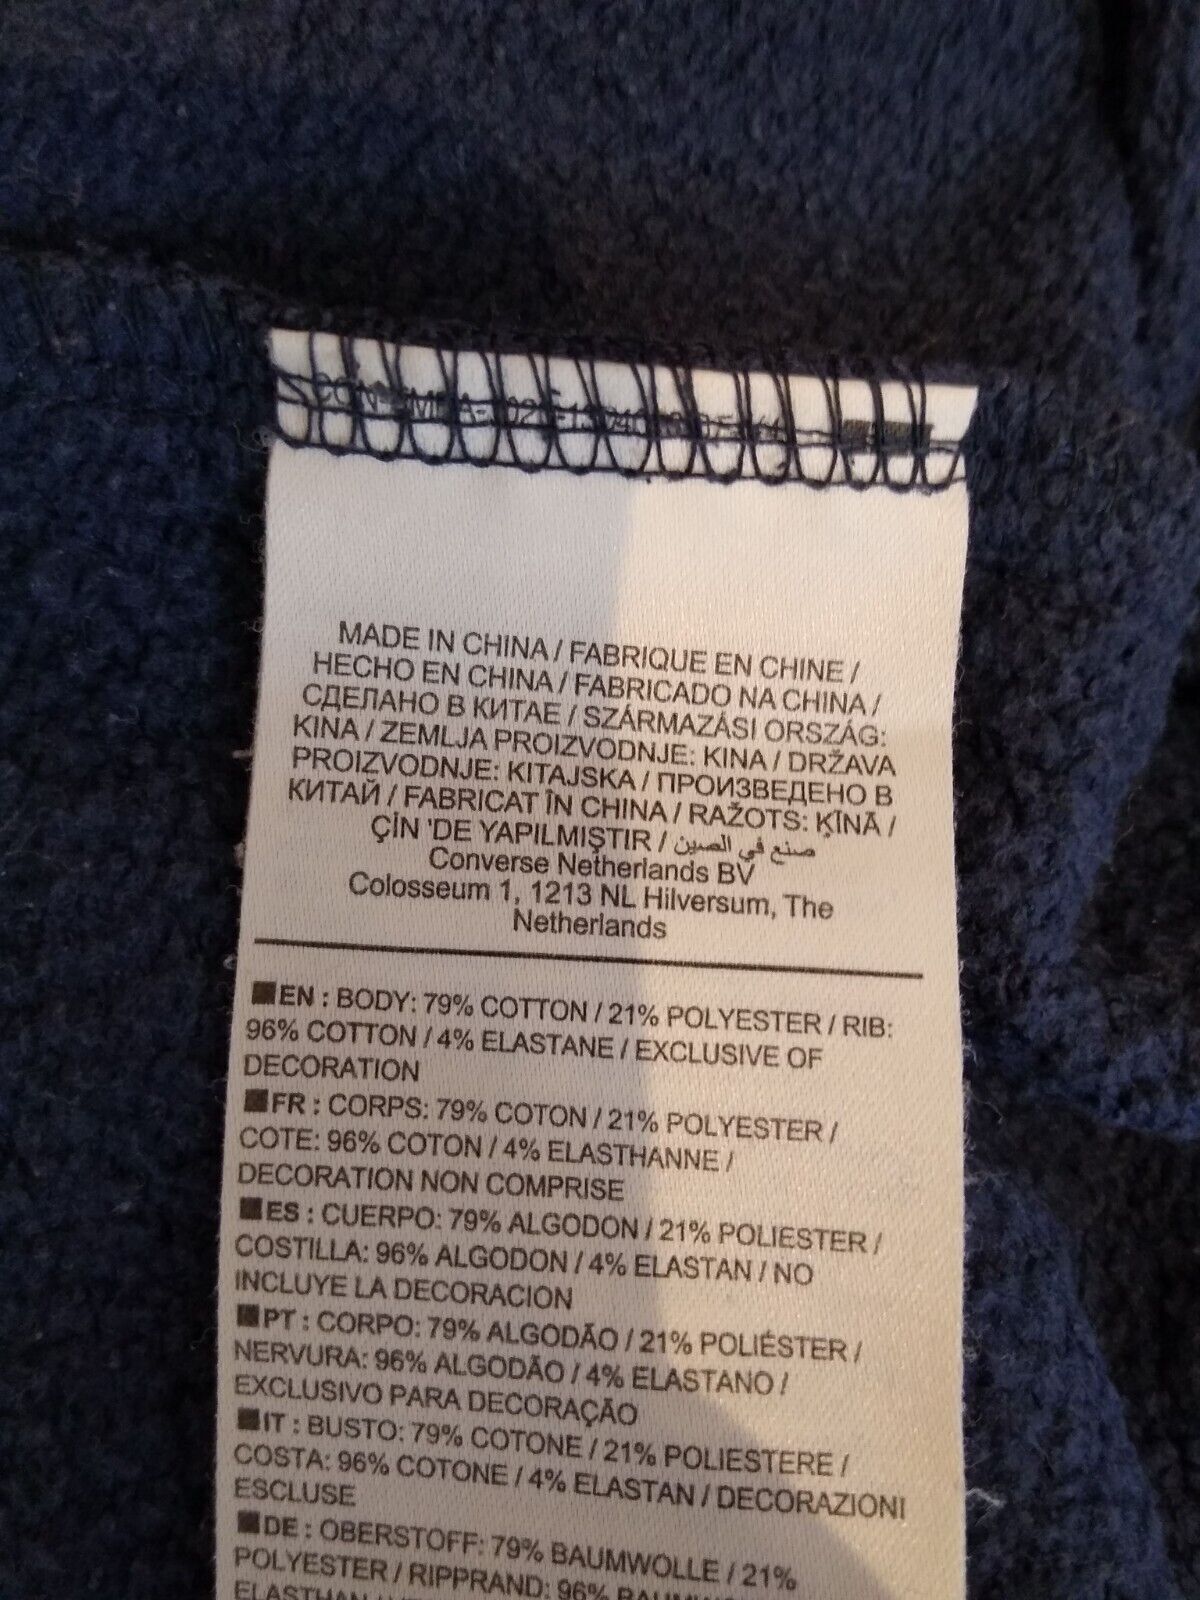 MADE IN CHINA / FABRIQUE EN CHINE /
HECHO EN CHINA / FABRICADO NA CHINA /
СДЕЛАНО В КИТАЕ / SZÁRMAZÁSI ORSZÁG:
KINA / ZEMLJA PROIZVODNJE: KINA / DRŽAVA
PROIZVODNJE: KITAJSKA / ПРОИЗВЕДЕНО В
КИТАЙ / FABRICAT ÎN CHINA / RAŽOTS: ĶĪNĀ /
ÇİN 'DE YAPILMIŞTIR / صنع في الصين
Converse Netherlands BV
Colosseum 1, 1213 NL Hilversum, The
Netherlands
EN : BODY: 79% COTTON / 21% POLYESTER / RIB:
96% COTTON / 4% ELASTANE / EXCLUSIVE OF
DECORATION
FR : CORPS: 79% COTON / 21% POLYESTER /
COTE: 96% COTON / 4% ELASTHANNE /
DECORATION NON COMPRISE
ES : CUERPO: 79% ALGODON / 21% POLIESTER /
COSTILLA: 96% ALGODON / 4% ELASTAN / NO
INCLUYE LA DECORACION
PT : CORPO: 79% ALGODÃO / 21% POLIÉSTER /
NERVURA: 96% ALGODÃO / 4% ELASTANO /
EXCLUSIVO PARA DECORAÇÃO
IT : BUSTO: 79% COTONE / 21% POLIESTERE /
COSTA: 96% COTONE / 4% ELASTAN / DECORAZIONI
ESCLUSE
DE : OBERSTOFF: 79% BAUMWOLLE / 21%
POLYESTER / RIPPRAND: 96%